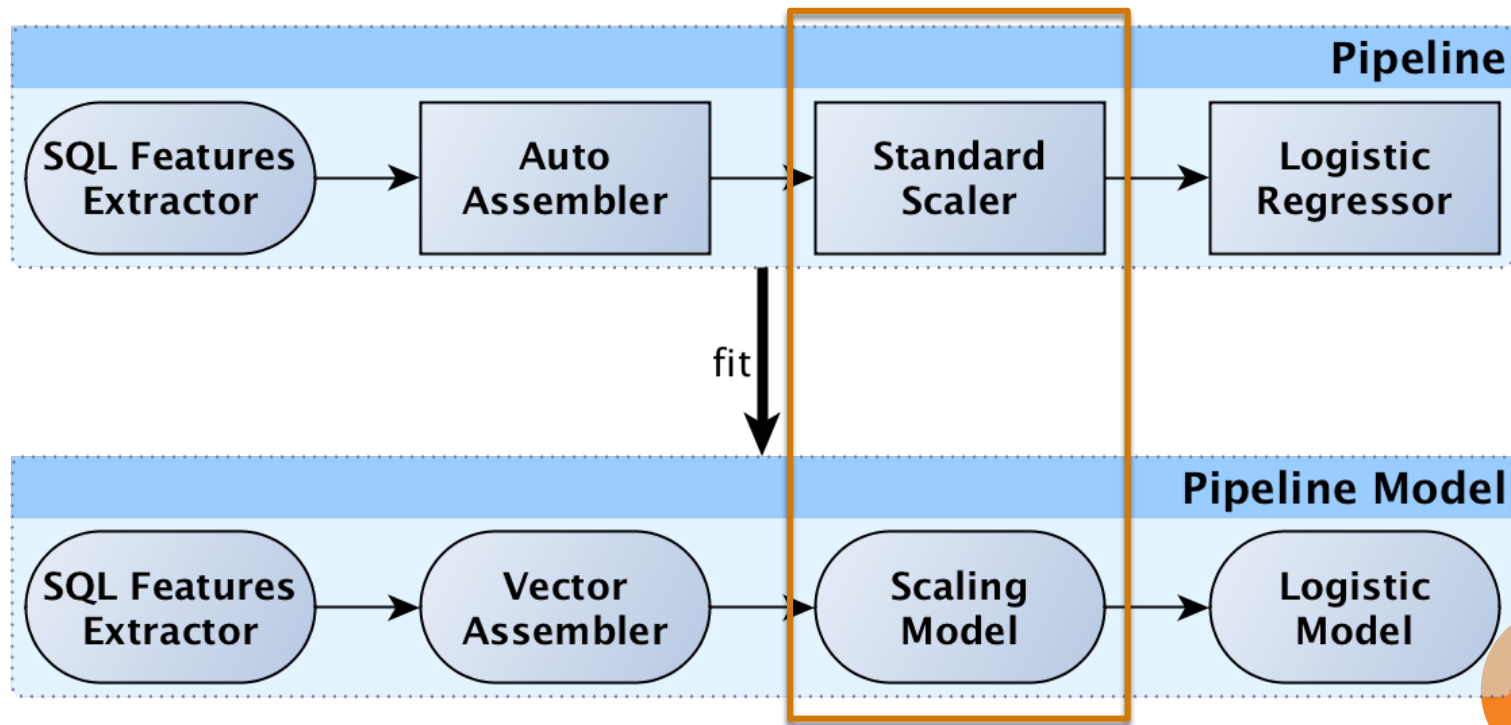 Pipeline
SQL Features
Extractor
Auto
Assembler
Standard
Scaler
Logistic
Regressor
fit
Pipeline Model
SQL Features
Extractor
Vector
Assembler
Scaling
Model
Logistic
Model